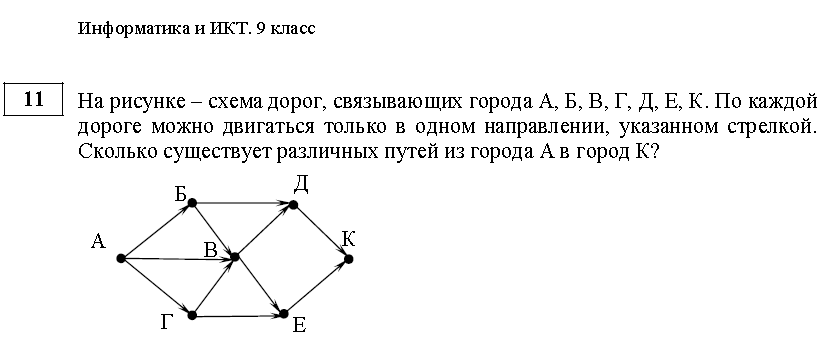 Информатика и ИКТ. 9 класс
11
На рисунке – схема дорог, связывающих города А, Б, В, Г, Д, Е, К. По каждой
дороге можно двигаться только в одном направлении, указанном стрелкой.
Сколько существует различных путей из города А в город К?
Б
Д
А
В
К
Г
Е